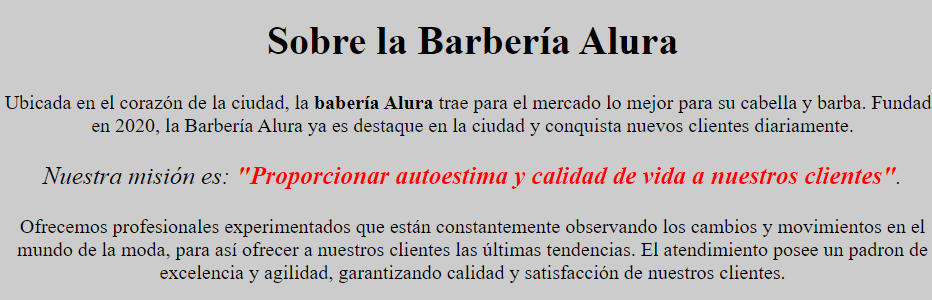 Sobre la Barbería Alura
Ubicada en el corazón de la ciudad, la babería Alura trae para el mercado lo mejor para su cabella y barba. Fundad
en 2020, la Barbería Alura ya es destaque en la ciudad y conquista nuevos clientes diariamente.
Nuestra misión es: "Proporcionar autoestima y calidad de vida a nuestros clientes".
Ofrecemos profesionales experimentados que están constantemente observando los cambios y movimientos en el
mundo de la moda, para así ofrecer a nuestros clientes las últimas tendencias. El atendimiento posee un padron de
excelencia y agilidad, garantizando calidad y satisfacción de nuestros clientes.